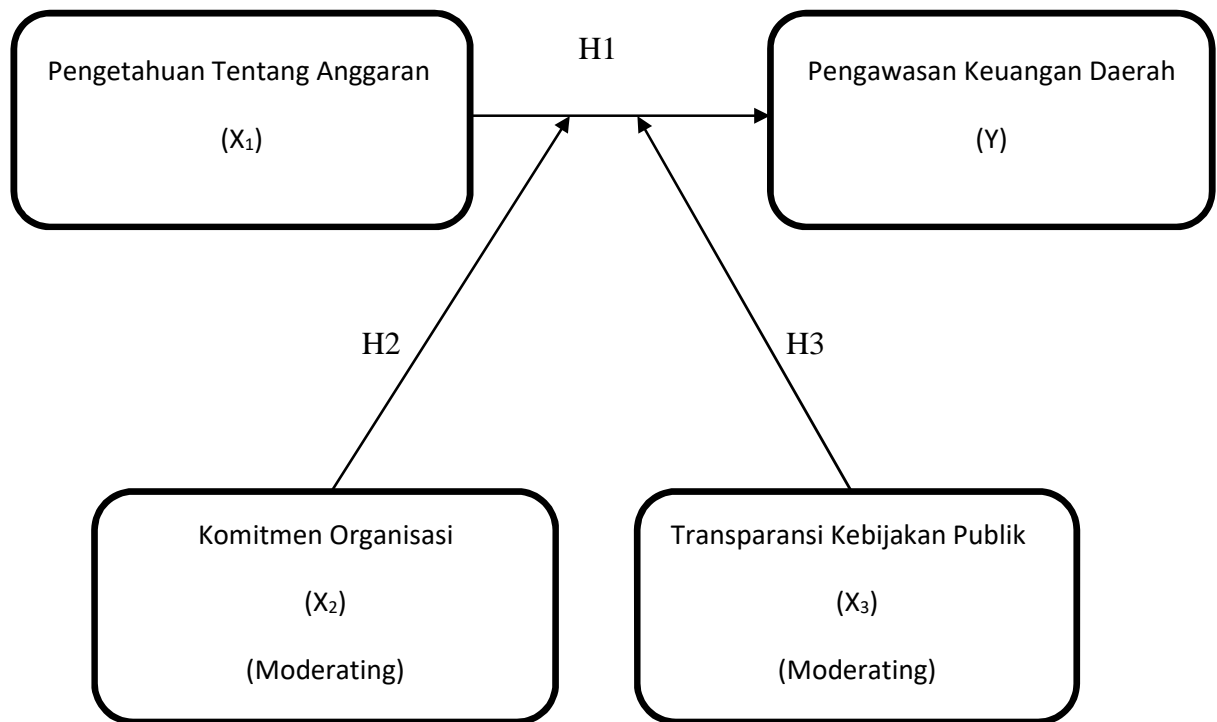 Pengetahuan Tentang Anggaran
(X₁)
H1
Pengawasan Keuangan Daerah
(Y)
H2
H3
Komitmen Organisasi
(X₂)
(Moderating)
Transparansi Kebijakan Publik
(X₃)
(Moderating)